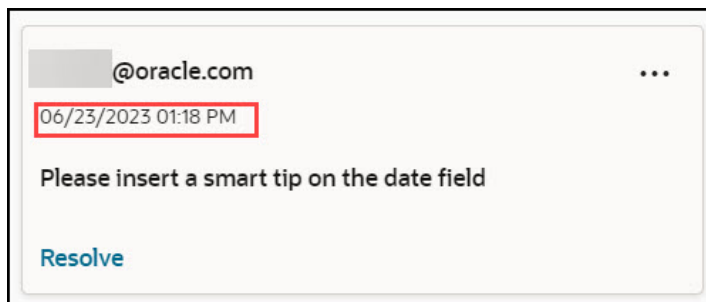 @oracle.com
06/23/2023 01:18 PM
Please insert a smart tip on the date field
Resolve